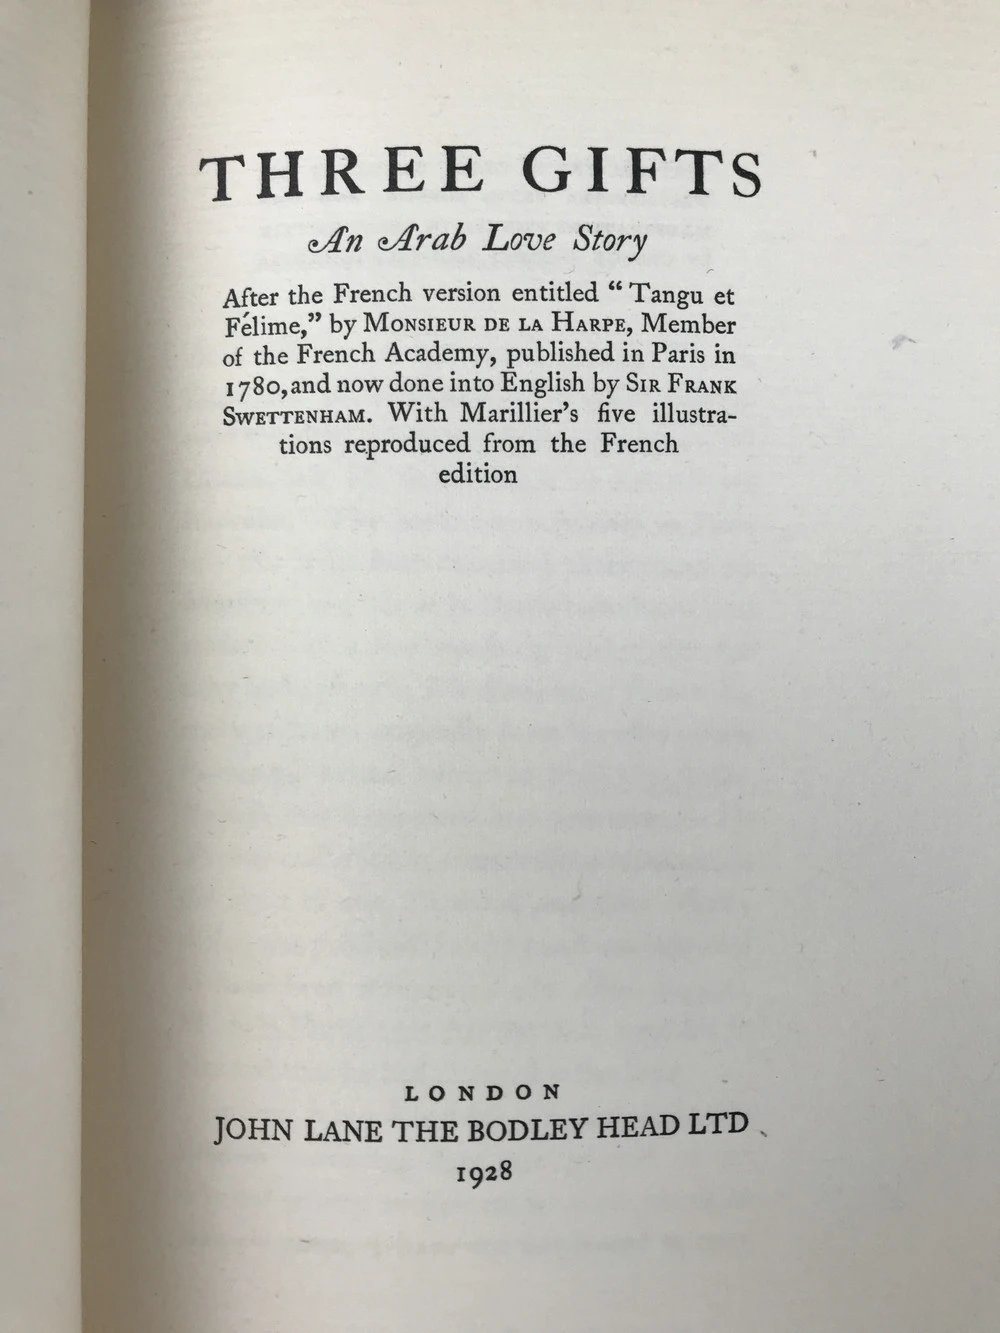 THREE GIFTS
An Arab Love Story
After the French version entitled “ Tangu et
Félime,” by MONSIEUR DE LA HARPE, Member
of the French Academy, published in Paris in
1780, and now done into English by SIR FRANK
SWETTENHAM. With Marillier’s five illustra-
tions reproduced from the French
edition
LONDON
JOHN LANE THE BODLEY HEAD LTD
1928